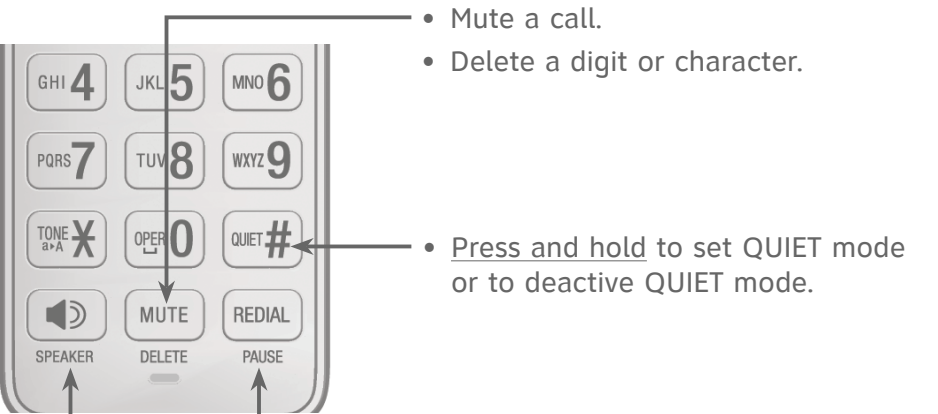 • Mute a call.
• Delete a digit or character.
GHI 4 JKL 5 MNO 6
PQRS 7 TUV 8 WXYZ 9
TONE a▸A * OPER 0 QUIET #
• Press and hold to set QUIET mode
or to deactive QUIET mode.
MUTE REDIAL
SPEAKER DELETE PAUSE